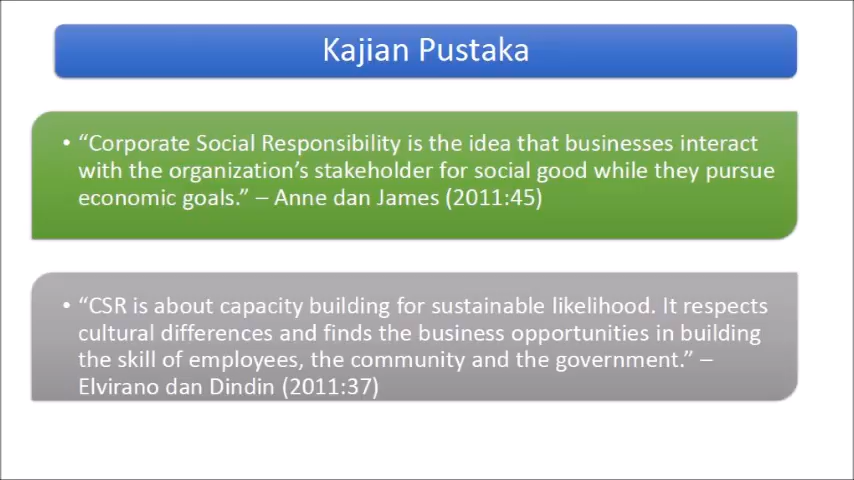 Kajian Pustaka
• “Corporate Social Responsibility is the idea that businesses interact
with the organization’s stakeholder for social good while they pursue
economic goals.” – Anne dan James (2011:45)
• “CSR is about capacity building for sustainable likelihood. It respects
cultural differences and finds the business opportunities in building
the skill of employees, the community and the government.” –
Elvirano dan Dindin (2011:37)